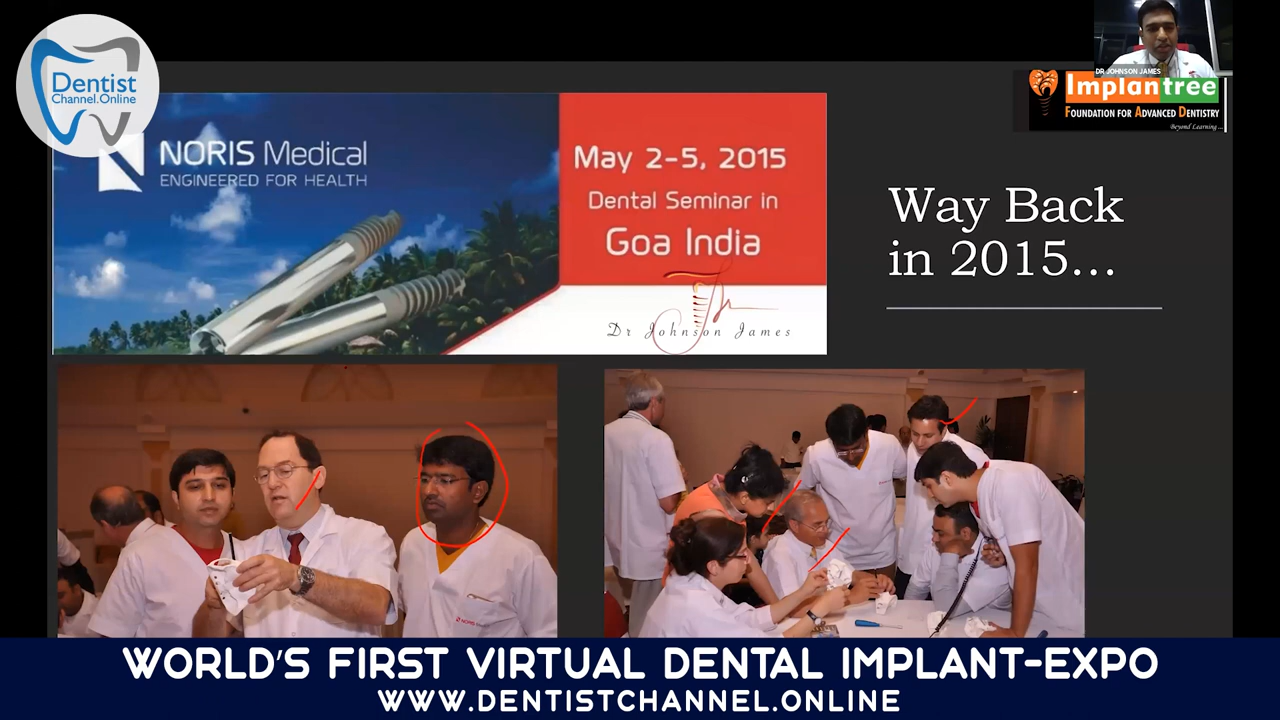 Dentist
Channel.Online
DR JOHNSON JAMES
Implantree
FOUNDATION FOR ADVANCED DENTISTRY
Beyond Learning...
NORIS Medical
ENGINEERED FOR HEALTH
May 2-5, 2015
Dental Seminar in
Goa India
Dr Johnson James
Way Back
in 2015...
NORIS Medical
WORLD'S FIRST VIRTUAL DENTAL IMPLANT-EXPO
WWW.DENTISTCHANNEL.ONLINE